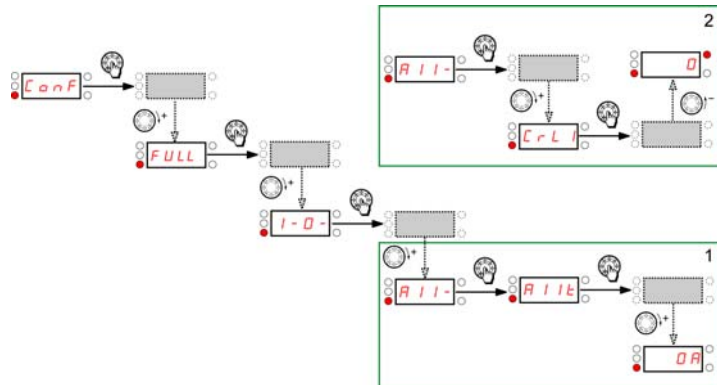 2
AI1-
0
ConF
CrL1
FULL
I-O-
1
AI1-
AI1t
0A